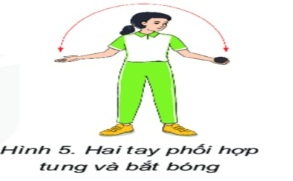 Hình 5. Hai tay phối hợp
tung và bắt bóng